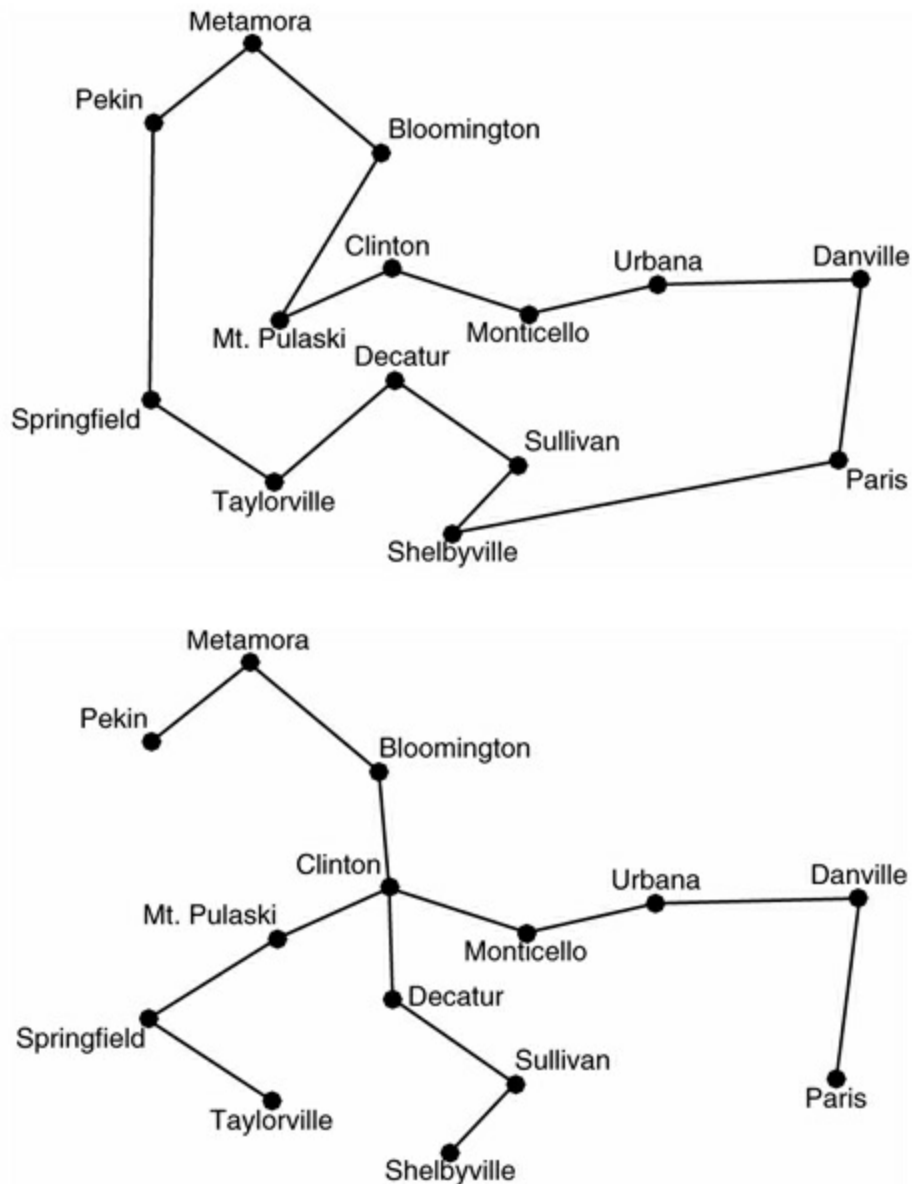 Metamora
Pekin
Bloomington
Clinton
Urbana
Danville
Mt. Pulaski
Monticello
Decatur
Springfield
Sullivan
Taylorville
Paris
Shelbyville
Metamora
Pekin
Bloomington
Clinton
Urbana
Danville
Mt. Pulaski
Monticello
Decatur
Springfield
Sullivan
Taylorville
Paris
Shelbyville